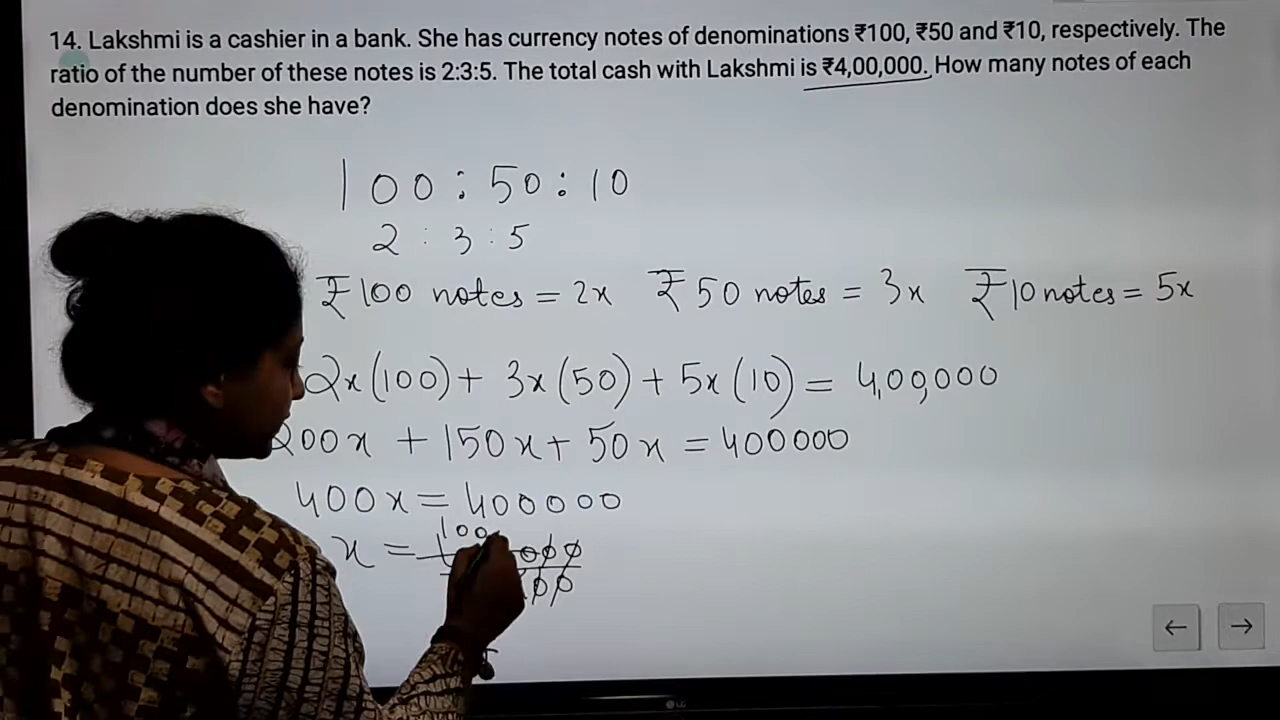 14. Lakshmi is a cashier in a bank. She has currency notes of denominations ₹100, ₹50 and ₹10, respectively. The
ratio of the number of these notes is 2:3:5. The total cash with Lakshmi is ₹4,00,000. How many notes of each
denomination does she have?
100 : 50 : 10
2 : 3 : 5
₹100 notes = 2x ₹50 notes = 3x ₹10 notes = 5x
2x(100) + 3x(50) + 5x(10) = 4,00,000
200x + 150x + 50x = 400000
400x = 400000
100
x =
← →
LG